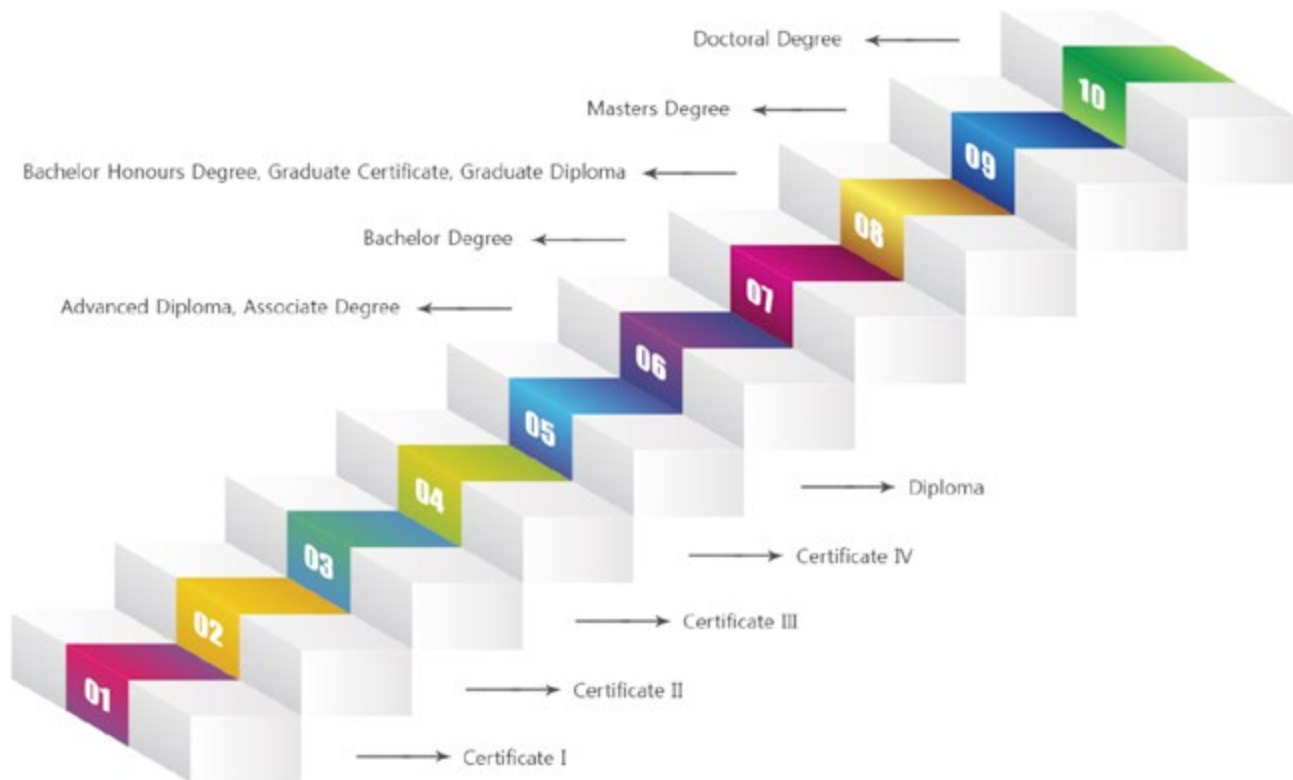 Doctoral Degree
10
Masters Degree
09
Bachelor Honours Degree, Graduate Certificate, Graduate Diploma
08
Bachelor Degree
07
Advanced Diploma, Associate Degree
06
05
Diploma
04
Certificate IV
03
Certificate III
02
Certificate II
01
Certificate I